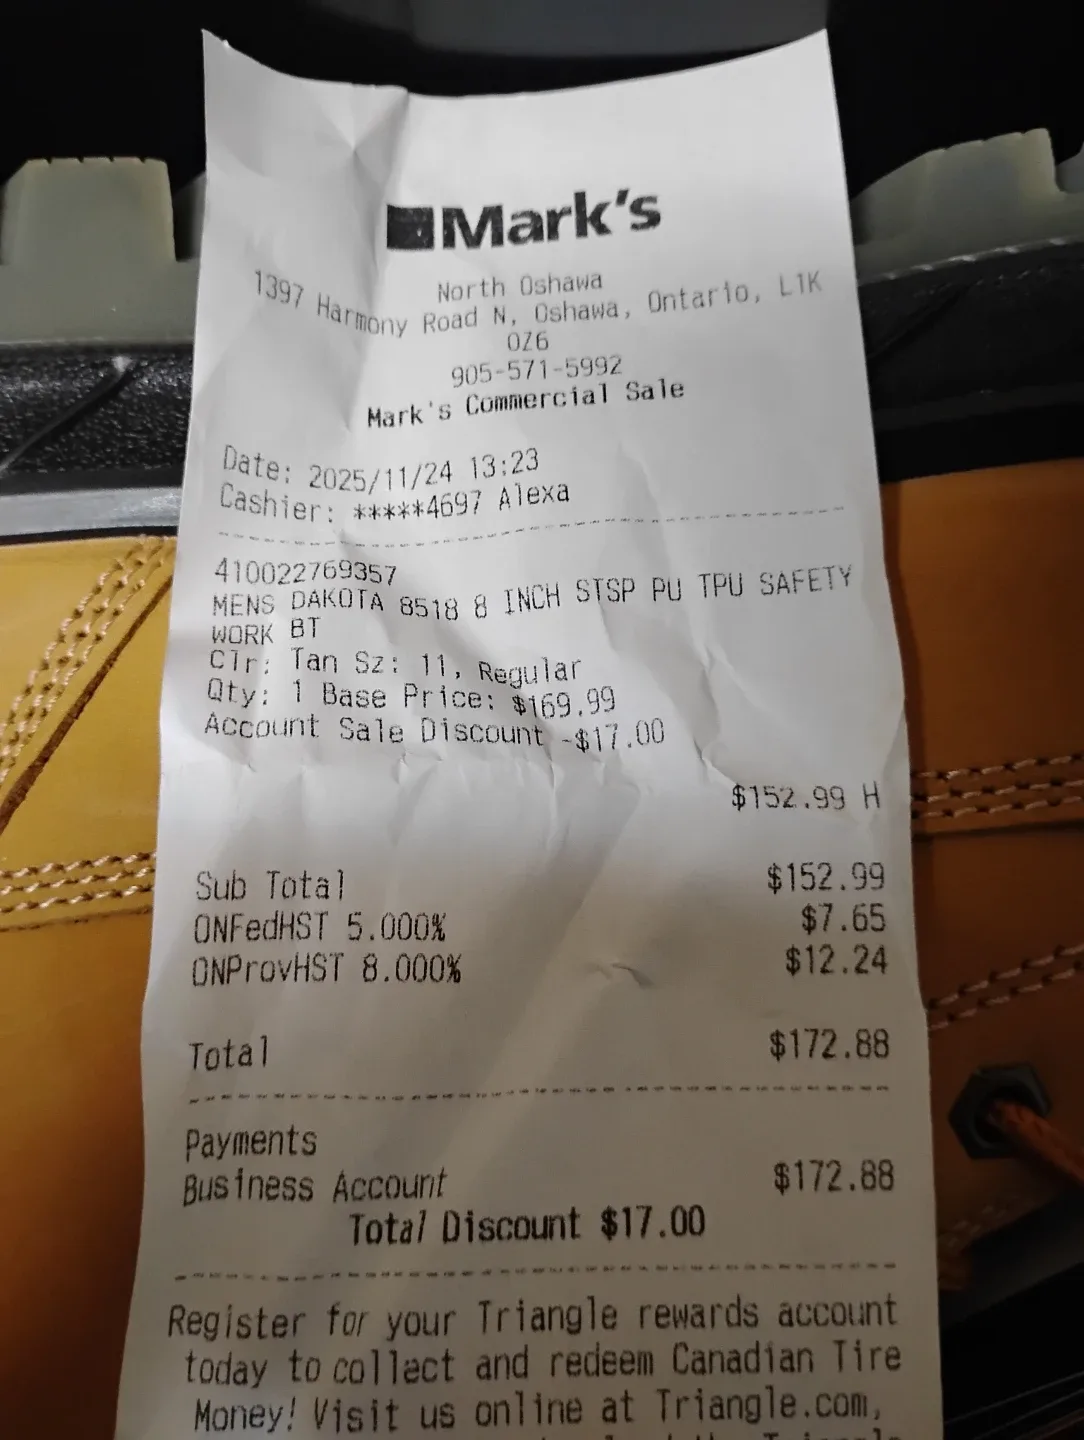 Mark's
North Oshawa
1397 Harmony Road N, Oshawa, Ontario, L1K
0Z6
905-571-5992
Mark's Commercial Sale
Date: 2025/11/24 13:23
Cashier: *****4697 Alexa
410022769357
MENS DAKOTA 8518 8 INCH STSP PU TPU SAFETY
WORK BT
Clr: Tan Sz: 11, Regular
Qty: 1 Base Price: $169.99
Account Sale Discount -$17.00
$152.99 H
Sub Total $152.99
ONFedHST 5.000% $7.65
ONProvHST 8.000% $12.24
Total $172.88
Payments
Business Account $172.88
Total Discount $17.00
Register for your Triangle rewards account
today to collect and redeem Canadian Tire
Money! Visit us online at Triangle.com,